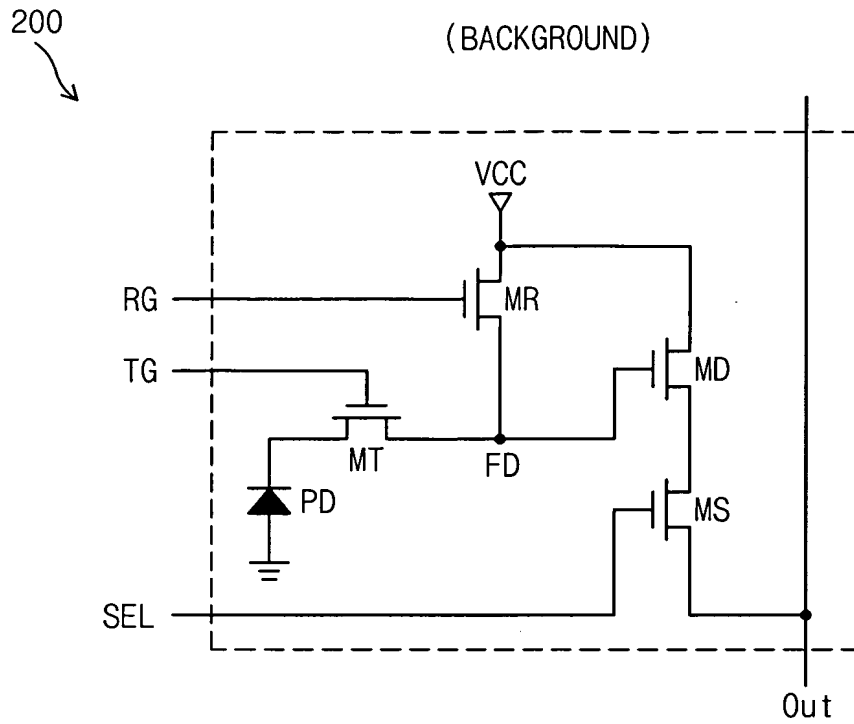 200
(BACKGROUND)
VCC
RG
MR
TG
MD
MT
FD
PD
MS
SEL
Out